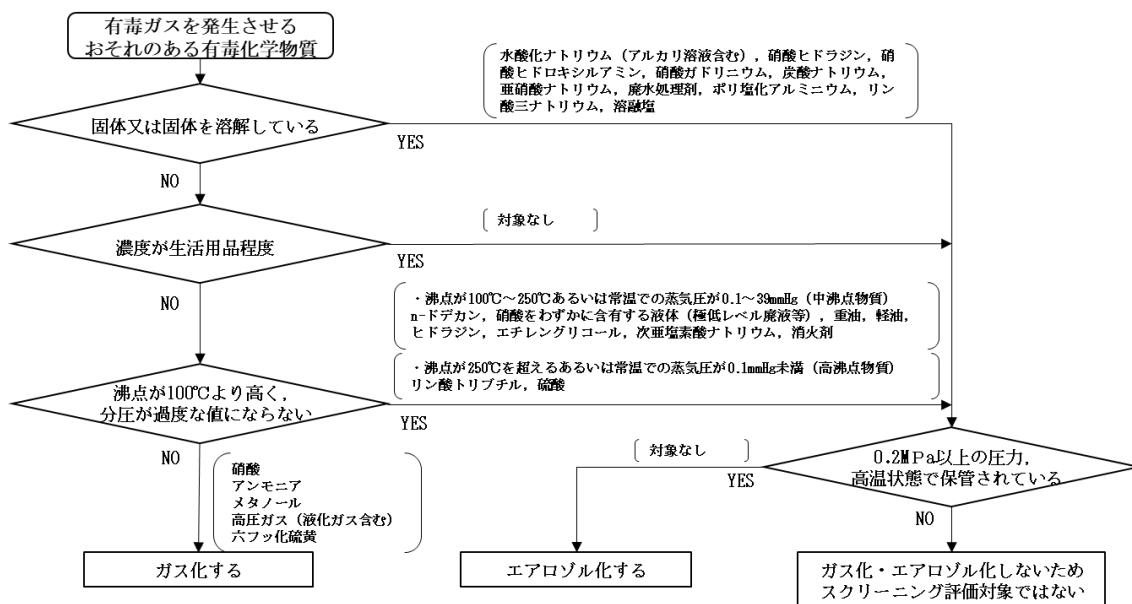 有毒ガスを発生させる
おそれのある有毒化学物質
水酸化ナトリウム（アルカリ溶液含む）, 硝酸ヒドラジン, 硝
酸ヒドロキシルアミン, 硝酸ガドリニウム, 炭酸ナトリウム,
亜硝酸ナトリウム, 廃水処理剤, ポリ塩化アルミニウム, リン
酸三ナトリウム, 溶融塩
固体又は固体を溶解している
YES
NO
対象なし
濃度が生活用品程度
YES
NO
・沸点が100℃～250℃あるいは常温での蒸気圧が0.1～39mmHg（中沸点物質）
n-ドデカン, 硝酸をわずかに含有する液体（極低レベル廃液等）, 重油, 軽油,
ヒドラジン, エチレングリコール, 次亜塩素酸ナトリウム, 消火剤
・沸点が250℃を超えるあるいは常温での蒸気圧が0.1mmHg未満（高沸点物質）
リン酸トリブチル, 硫酸
沸点が100℃より高く,
分圧が過度な値にならない
YES
NO
硝酸
アンモニア
メタノール
高圧ガス（液化ガス含む）
六フッ化硫黄
対象なし
0.2MPa以上の圧力,
高温状態で保管されている
YES
NO
ガス化する
エアロゾル化する
ガス化・エアロゾル化しないため
スクリーニング評価対象ではない